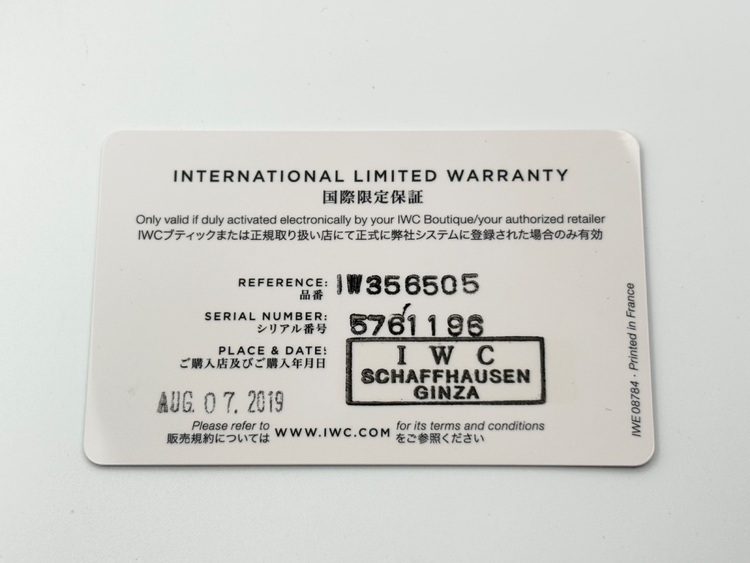 INTERNATIONAL LIMITED WARRANTY
国際限定保証
Only valid if duly activated electronically by your IWC Boutique/your authorized retailer
IWCブティックまたは正規取り扱い店にて正式に弊社システムに登録された場合のみ有効
REFERENCE: IW356505
品番
SERIAL NUMBER: 5761196
シリアル番号
PLACE & DATE:
ご購入店及びご購入年月日
IWC
SCHAFFHAUSEN
GINZA
AUG. 07. 2019
Please refer to WWW.IWC.COM for its terms and conditions
販売規約については をご参照ください
IWE08784 · Printed in France